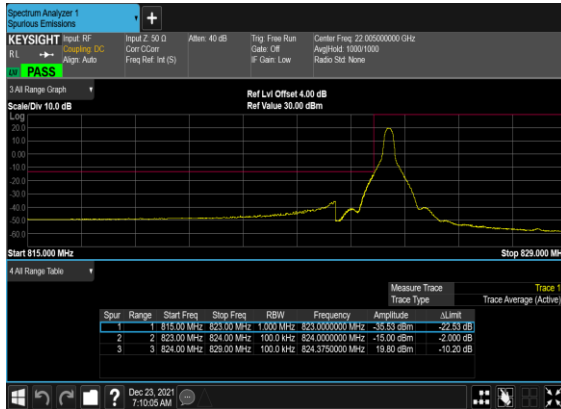 Spectrum Analyzer 1
Spurious Emissions
+
KEYSIGHT Input: RF Input Z: 50 Ω Atten: 40 dB Trig: Free Run Center Freq: 22.005000000 GHz
RL Coupling: DC Corr CCorr Gate: Off Avg|Hold: 1000/1000
Align: Auto Freq Ref: Int (S) IF Gain: Low Radio Std: None
PASS
3 All Range Graph
Scale/Div 10.0 dB Ref Lvl Offset 4.00 dB
Ref Value 30.00 dBm
Log
20.0
10.0
0.00
-10.0
-20.0
-30.0
-40.0
-50.0
-60.0
Start 815.000 MHz Stop 829.000 MH
4 All Range Table
Measure Trace Trace 1
Trace Type Trace Average (Active)
Spur Range Start Freq Stop Freq RBW Frequency Amplitude ΔLimit
1 1 815.00 MHz 823.00 MHz 1.000 MHz 823.0000000 MHz -35.53 dBm -22.53 dB
2 2 823.00 MHz 824.00 MHz 100.0 kHz 824.0000000 MHz -15.00 dBm -2.000 dB
3 3 824.00 MHz 829.00 MHz 100.0 kHz 824.3750000 MHz 19.80 dBm -10.20 dB
? Dec 23, 2021
7:10:05 AM